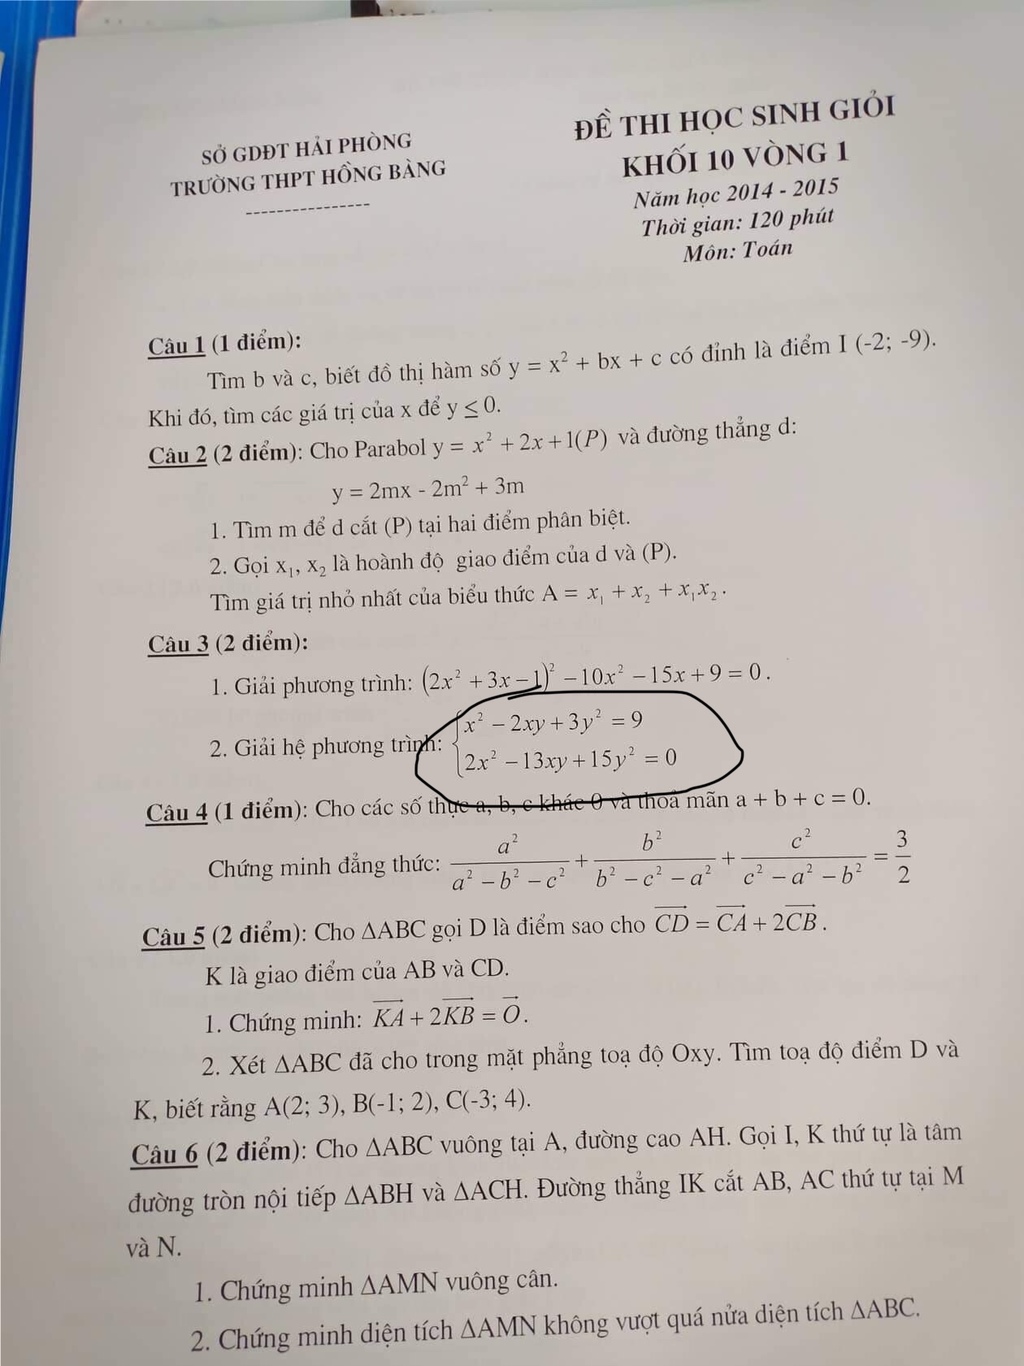 SỞ GDĐT HẢI PHÒNG
TRƯỜNG THPT HỒNG BÀNG
----------------
ĐỀ THI HỌC SINH GIỎI
KHỐI 10 VÒNG 1
Năm học 2014 - 2015
Thời gian: 120 phút
Môn: Toán
Câu 1 (1 điểm):
Tìm b và c, biết đồ thị hàm số y = x² + bx + c có đỉnh là điểm I (-2; -9).
Khi đó, tìm các giá trị của x để y ≤ 0.
Câu 2 (2 điểm): Cho Parabol y = x² + 2x + 1(P) và đường thẳng d:
y = 2mx - 2m² + 3m
1. Tìm m để d cắt (P) tại hai điểm phân biệt.
2. Gọi x₁, x₂ là hoành độ giao điểm của d và (P).
Tìm giá trị nhỏ nhất của biểu thức A = x₁ + x₂ + x₁x₂.
Câu 3 (2 điểm):
1. Giải phương trình: (2x² + 3x − 1)² − 10x² − 15x + 9 = 0.
2. Giải hệ phương trình: { x² − 2xy + 3y² = 9
2x² − 13xy + 15y² = 0
Câu 4 (1 điểm): Cho các số thực a, b, c khác 0 và thoả mãn a + b + c = 0.
Chứng minh đẳng thức: a²/(a² − b² − c²) + b²/(b² − c² − a²) + c²/(c² − a² − b²) = 3/2
Câu 5 (2 điểm): Cho ΔABC gọi D là điểm sao cho $\overrightarrow{CD} = \overrightarrow{CA} + 2\overrightarrow{CB}$.
K là giao điểm của AB và CD.
1. Chứng minh: $\overrightarrow{KA} + 2\overrightarrow{KB} = \overrightarrow{O}$.
2. Xét ΔABC đã cho trong mặt phẳng toạ độ Oxy. Tìm toạ độ điểm D và
K, biết rằng A(2; 3), B(-1; 2), C(-3; 4).
Câu 6 (2 điểm): Cho ΔABC vuông tại A, đường cao AH. Gọi I, K thứ tự là tâm
đường tròn nội tiếp ΔABH và ΔACH. Đường thẳng IK cắt AB, AC thứ tự tại M
và N.
1. Chứng minh ΔAMN vuông cân.
2. Chứng minh diện tích ΔAMN không vượt quá nửa diện tích ΔABC.